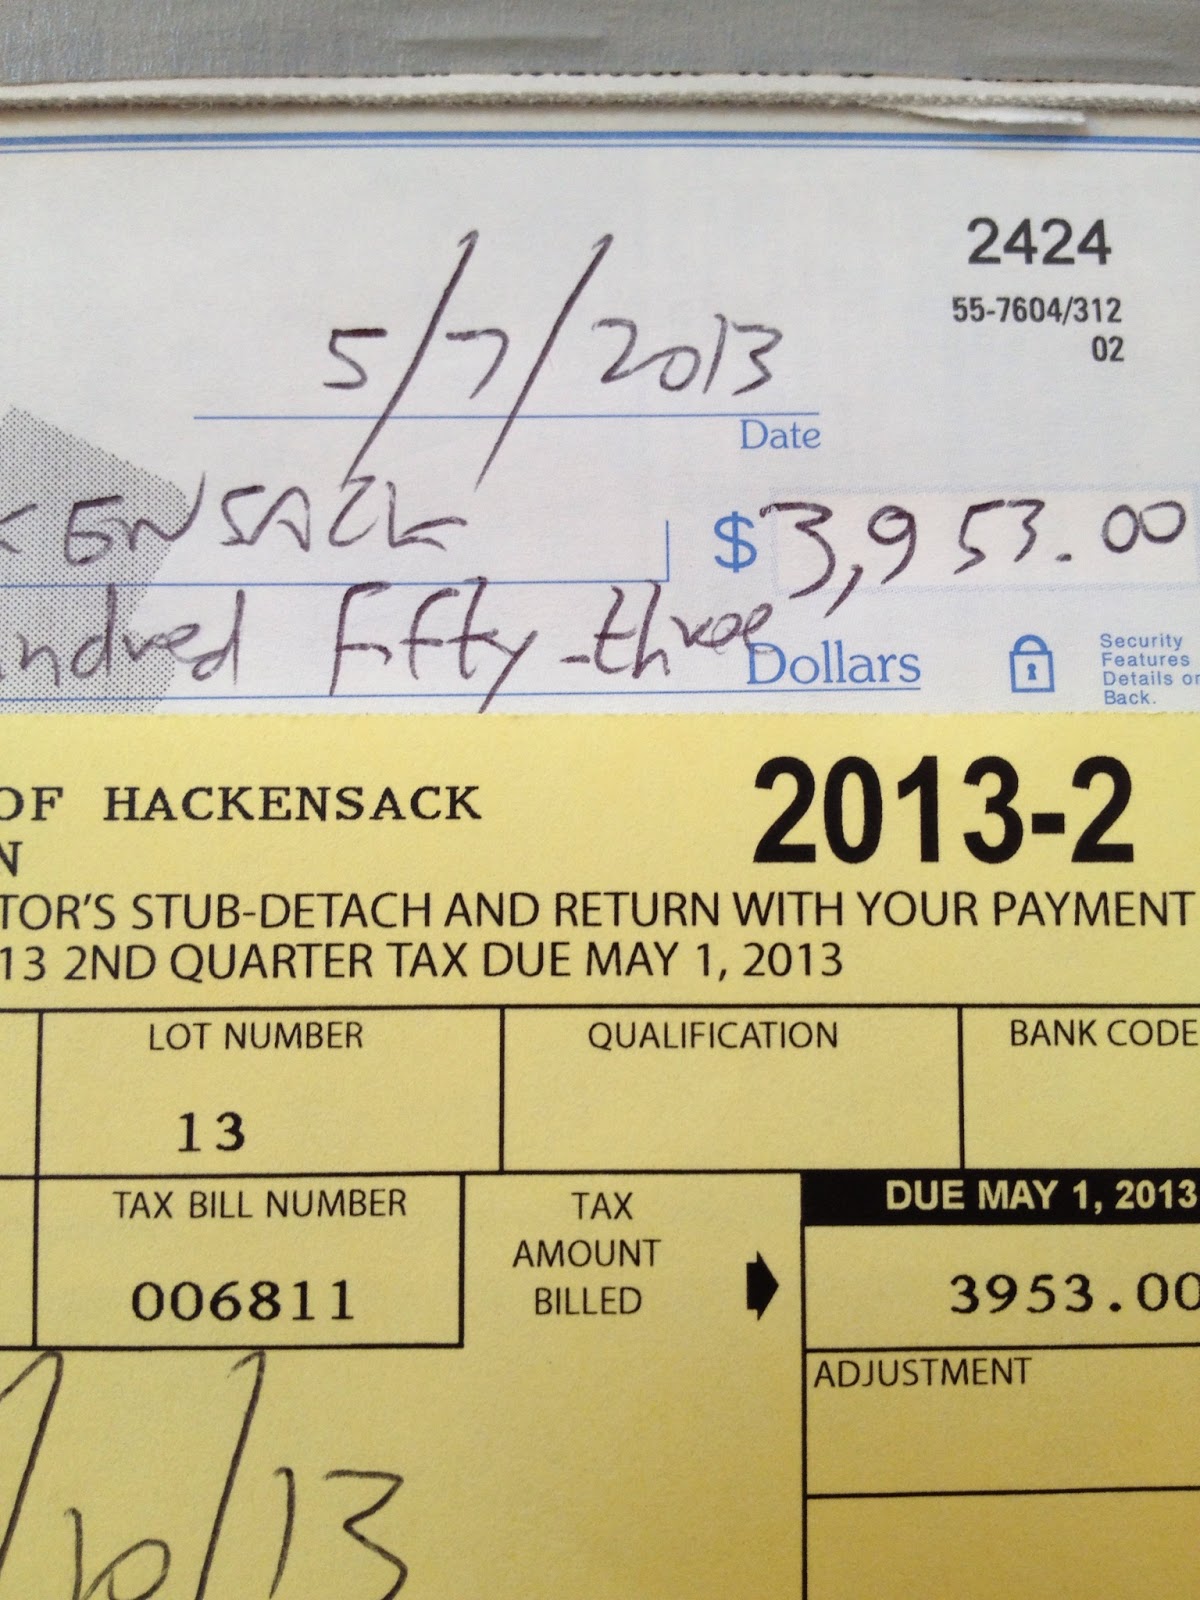 2424
55-7604/312
02
5/7/2013
Date
KENSACK $ 3,953.00
ndred fifty-three Dollars
Security
Features
Details or
Back.
OF HACKENSACK 2013-2
N
TOR'S STUB-DETACH AND RETURN WITH YOUR PAYMENT
13 2ND QUARTER TAX DUE MAY 1, 2013
LOT NUMBER QUALIFICATION BANK CODE
13
TAX BILL NUMBER TAX AMOUNT BILLED DUE MAY 1, 2013
006811 3953.00
ADJUSTMENT
/10/13